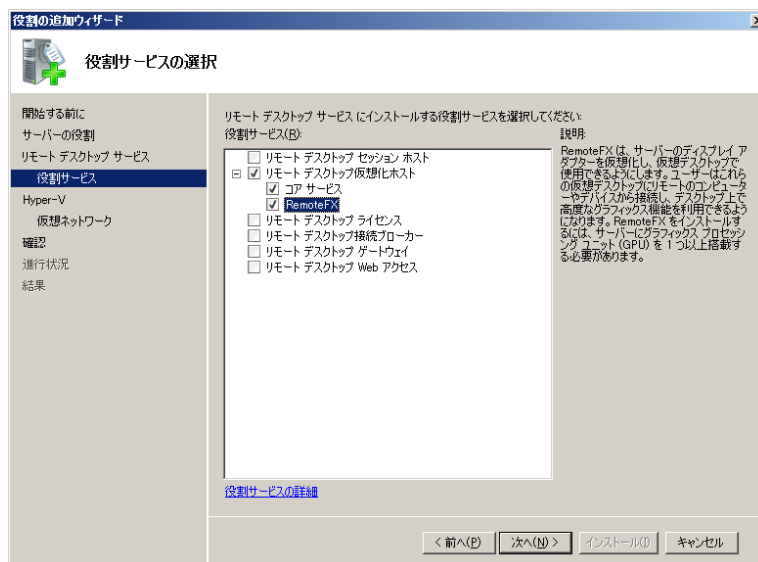 役割の追加ウィザード
役割サービスの選択
開始する前に
サーバーの役割
リモート デスクトップ サービス
役割サービス
Hyper-V
仮想ネットワーク
確認
進行状況
結果
リモート デスクトップ サービス にインストールする役割サービスを選択してください:
役割サービス(R):
リモート デスクトップ セッション ホスト
リモート デスクトップ仮想化ホスト
コア サービス
RemoteFX
リモート デスクトップ ライセンス
リモート デスクトップ接続ブローカー
リモート デスクトップ ゲートウェイ
リモート デスクトップ Web アクセス
役割サービスの詳細
説明:
RemoteFX は、サーバーのディスプレイ ア
ダプターを仮想化し、仮想デスクトップで
使用できるようにします。ユーザーはこれら
の仮想デスクトップにリモートのコンピュータ
ーやデバイスから接続し、デスクトップ上で
高度なグラフィックス機能を利用できるよう
になります。RemoteFX をインストールす
るには、サーバーにグラフィックス プロセッシ
ング ユニット (GPU) を 1 つ以上搭載す
る必要があります。
< 前へ(P)
次へ(N) >
インストール(I)
キャンセル